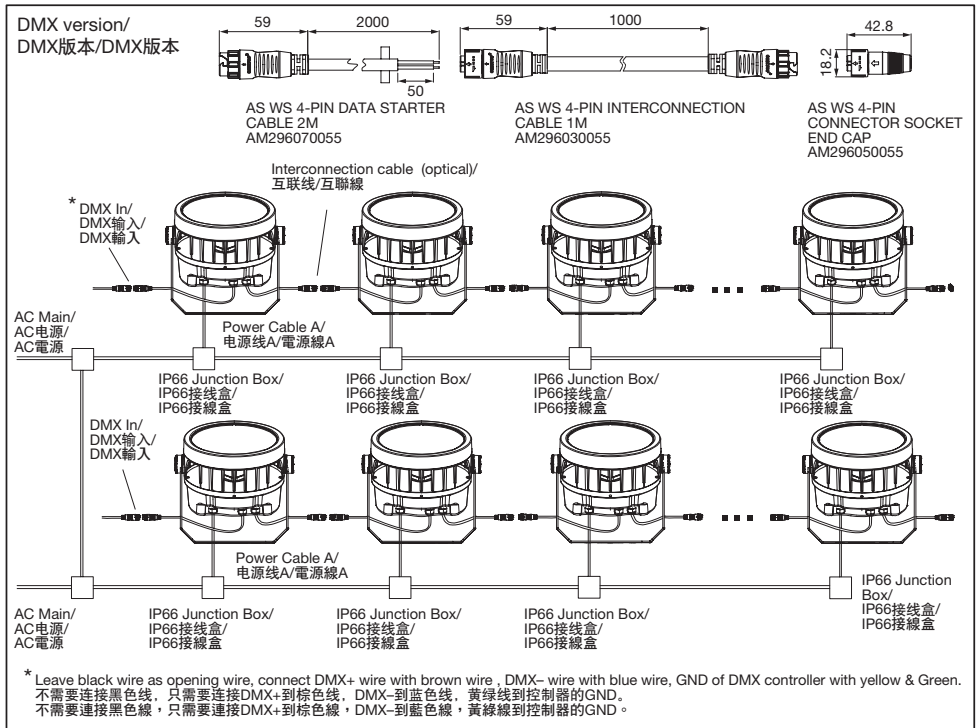 DMX version/
DMX版本/DMX版本
59
2000
50
59
1000
42.8
18.2
AS WS 4-PIN DATA STARTER
CABLE 2M
AM296070055
AS WS 4-PIN INTERCONNECTION
CABLE 1M
AM296030055
AS WS 4-PIN
CONNECTOR SOCKET
END CAP
AM296050055
Interconnection cable (optical)/
互联线/互聯線
* DMX In/
DMX输入/
DMX輸入
AC Main/
AC电源/
AC電源
Power Cable A/
电源线A/電源線A
IP66 Junction Box/
IP66接线盒/
IP66接線盒
IP66 Junction Box/
IP66接线盒/
IP66接線盒
IP66 Junction Box/
IP66接线盒/
IP66接線盒
IP66 Junction Box/
IP66接线盒/
IP66接線盒
DMX In/
DMX输入/
DMX輸入
Power Cable A/
电源线A/電源線A
AC Main/
AC电源/
AC電源
IP66 Junction Box/
IP66接线盒/
IP66接線盒
IP66 Junction Box/
IP66接线盒/
IP66接線盒
IP66 Junction Box/
IP66接线盒/
IP66接線盒
IP66 Junction
Box/
IP66接线盒/
IP66接線盒
* Leave black wire as opening wire, connect DMX+ wire with brown wire , DMX– wire with blue wire, GND of DMX controller with yellow & Green.
不需要连接黑色线，只需要连接DMX+到棕色线，DMX–到蓝色线，黄绿线到控制器的GND。
不需要連接黑色線，只需要連接DMX+到棕色線，DMX–到藍色線，黃綠線到控制器的GND。